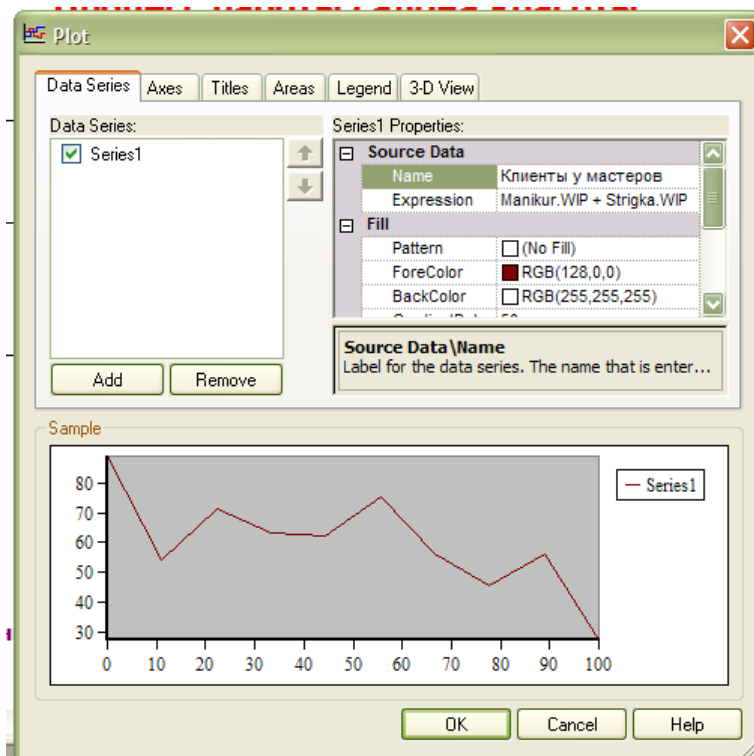 Plot
Data Series Axes Titles Areas Legend 3-D View
Data Series:
Series1
Add Remove
Series1 Properties:
Source Data
Name Клиенты у мастеров
Expression Manikur.WIP + Strigka.WIP
Fill
Pattern (No Fill)
ForeColor RGB(128,0,0)
BackColor RGB(255,255,255)
Source Data\Name
Label for the data series. The name that is enter...
Sample
80
70
60
50
40
30
0 10 20 30 40 50 60 70 80 90 100
Series1
OK Cancel Help